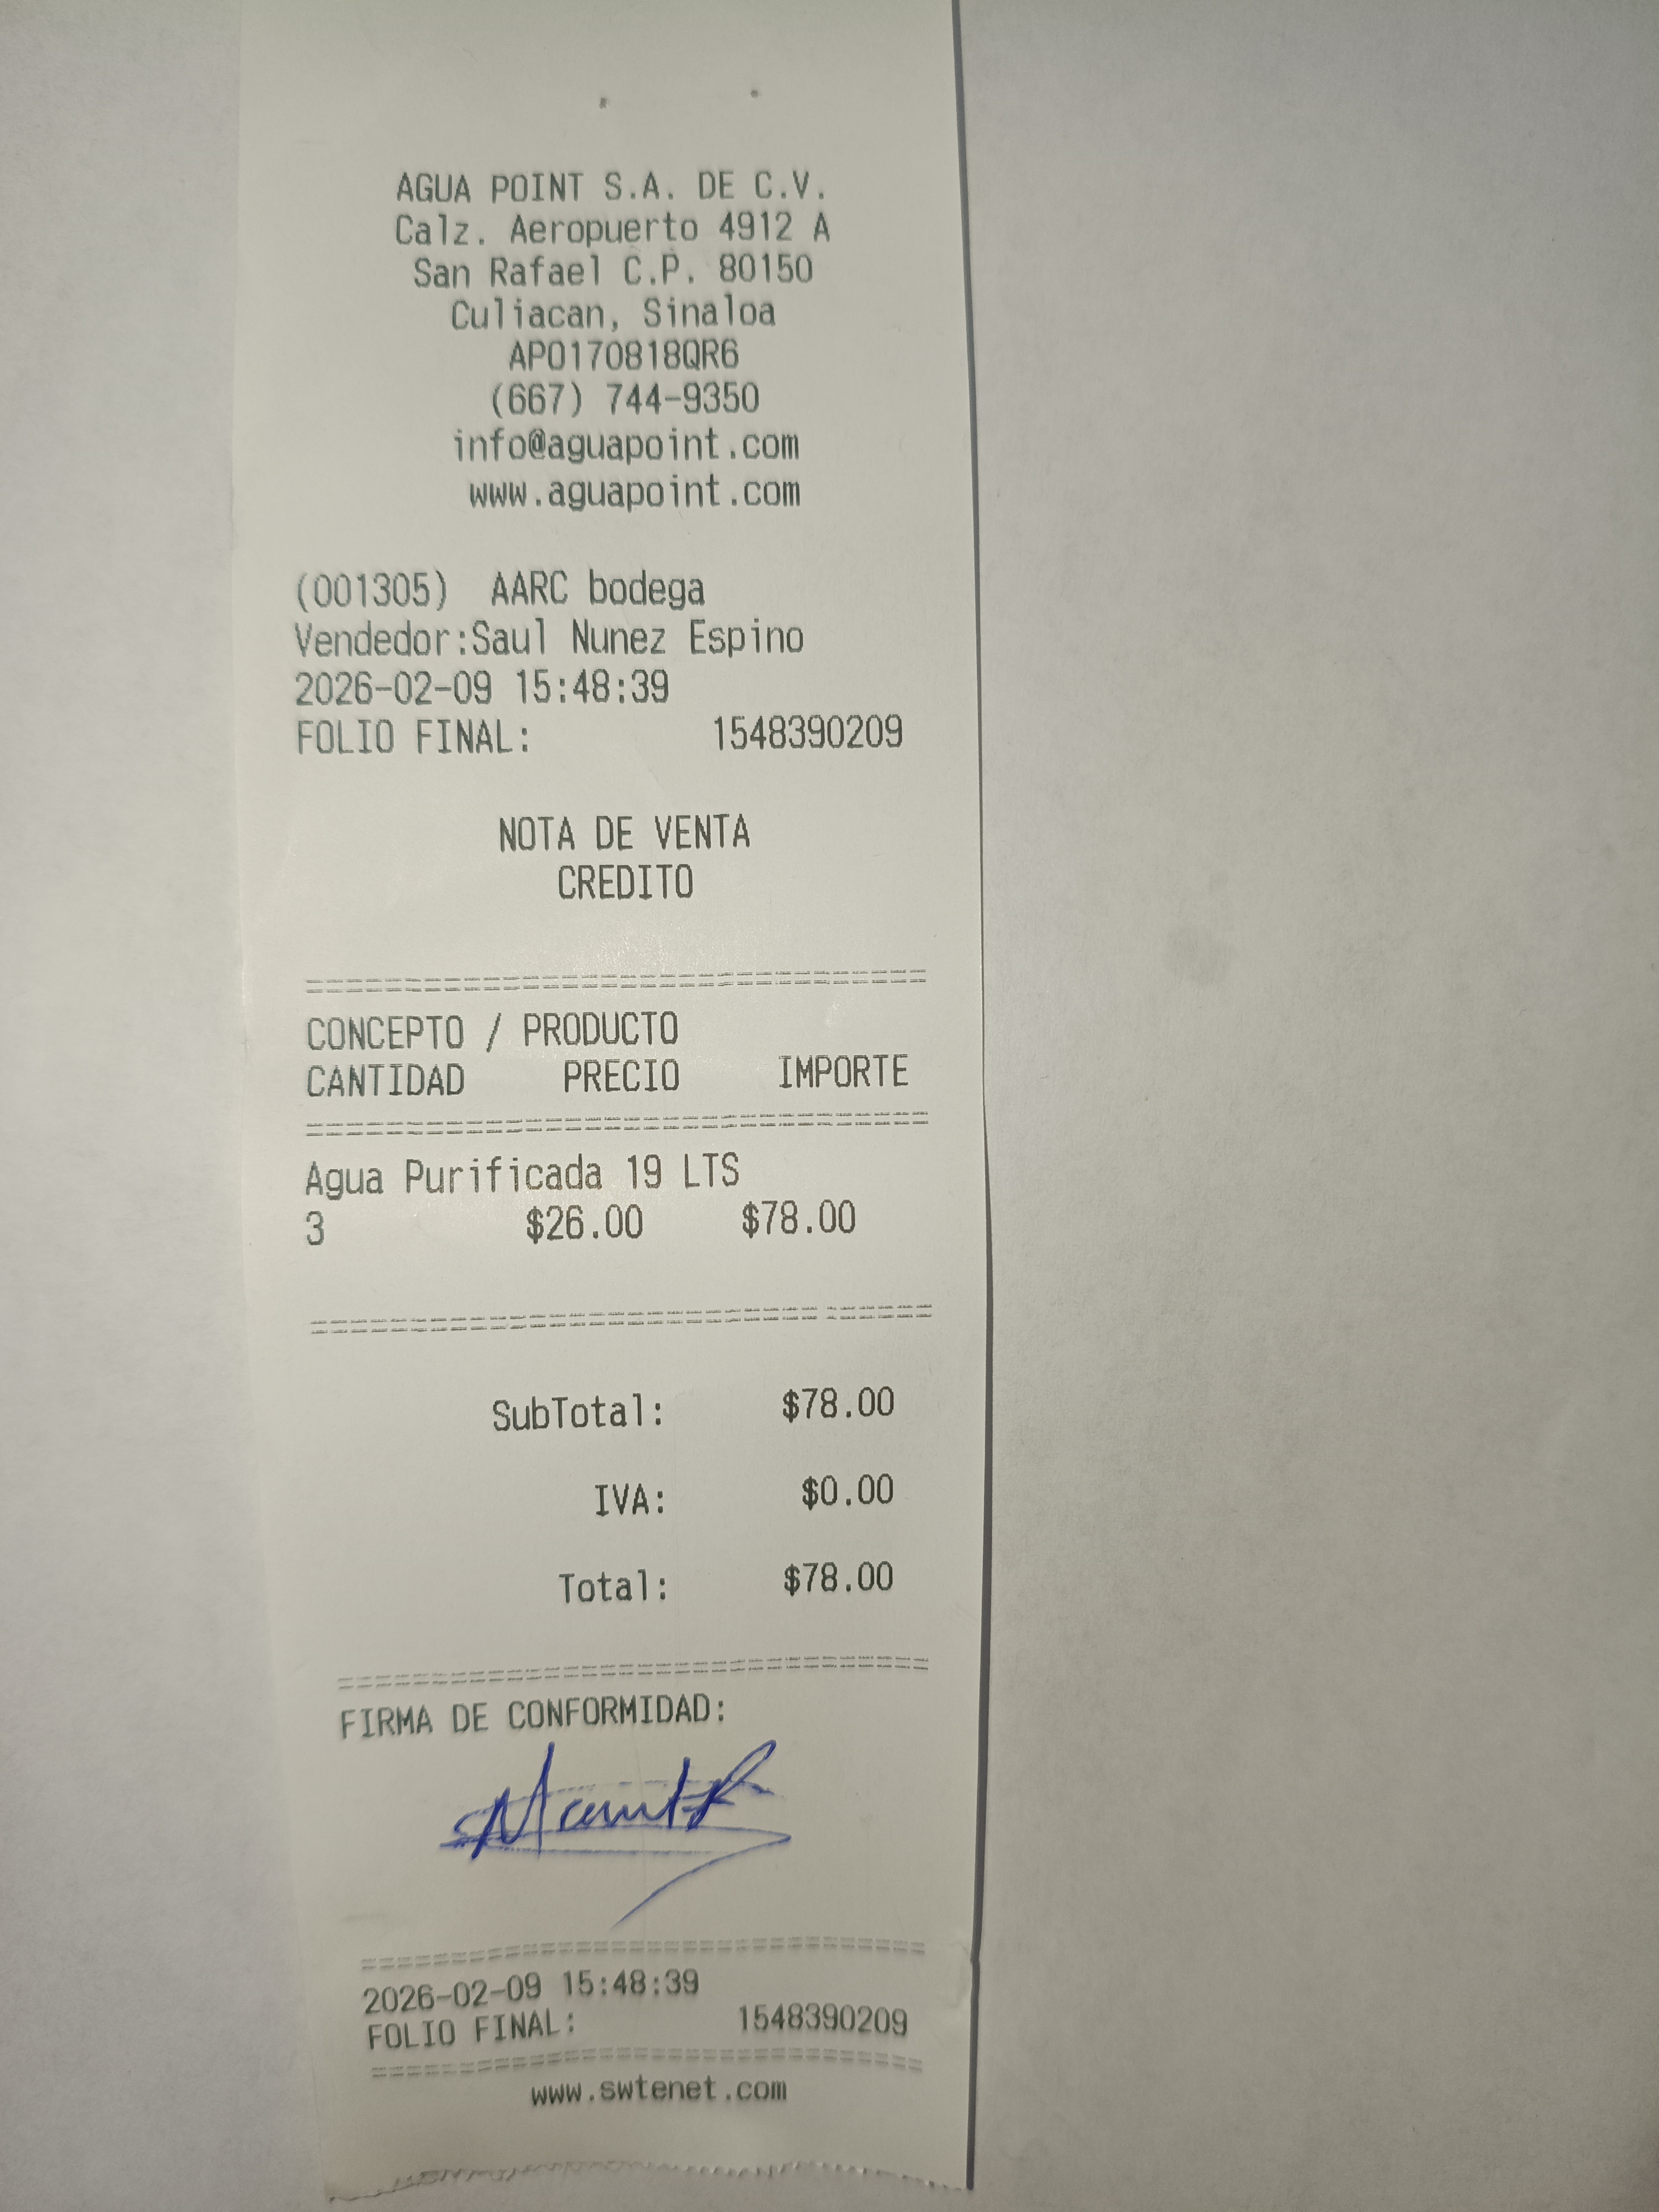 AGUA POINT S.A. DE C.V.
Calz. Aeropuerto 4912 A
San Rafael C.P. 80150
Culiacan, Sinaloa
APO170818QR6
(667) 744-9350
info@aguapoint.com
www.aguapoint.com
(001305) AARC bodega
Vendedor:Saul Nunez Espino
2026-02-09 15:48:39
FOLIO FINAL: 1548390209
NOTA DE VENTA
CREDITO
CONCEPTO / PRODUCTO
CANTIDAD PRECIO IMPORTE
Agua Purificada 19 LTS
3 $26.00 $78.00
SubTotal: $78.00
IVA: $0.00
Total: $78.00
FIRMA DE CONFORMIDAD:
2026-02-09 15:48:39
FOLIO FINAL: 1548390209
www.swtenet.com